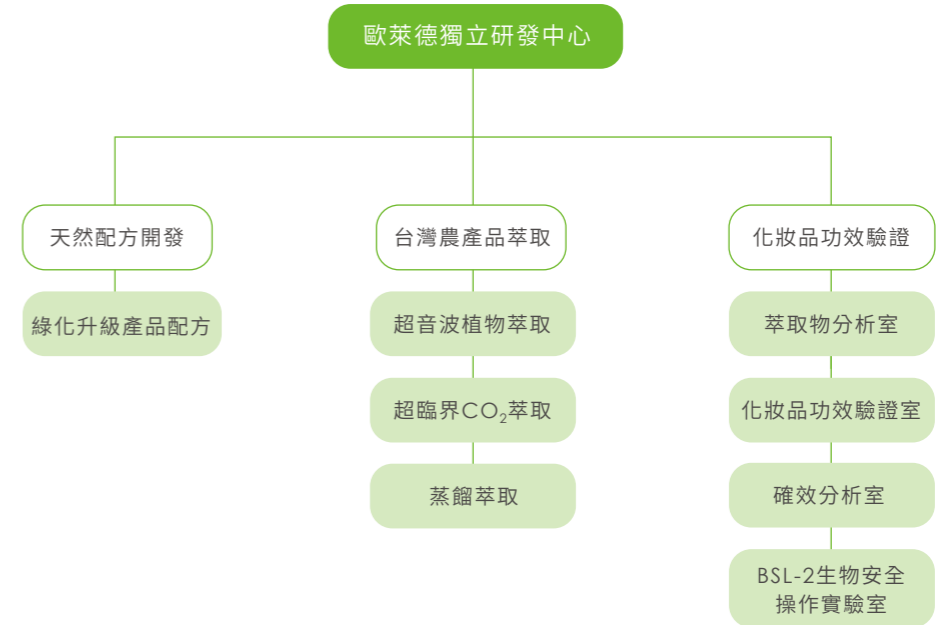 歐萊德獨立研發中心
天然配方開發
綠化升級產品配方
台灣農產品萃取
超音波植物萃取
超臨界CO₂萃取
蒸餾萃取
化妝品功效驗證
萃取物分析室
化妝品功效驗證室
確效分析室
BSL-2生物安全
操作實驗室